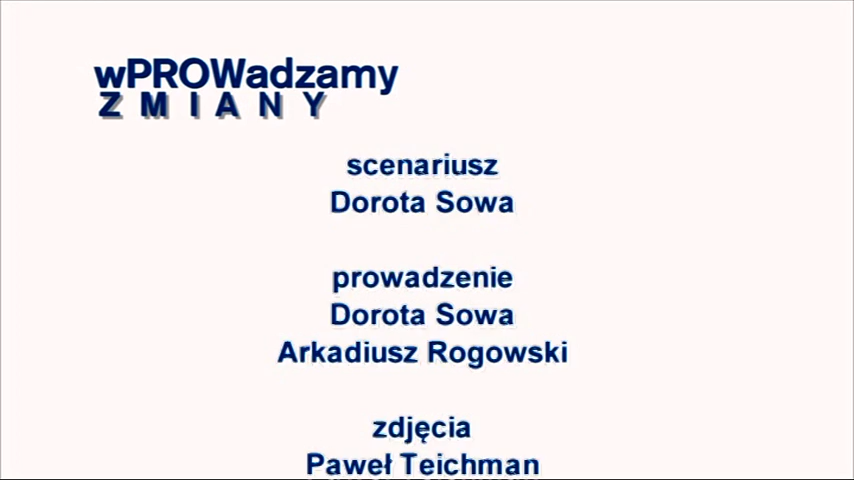 wPROWadzamy
ZMIANY
scenariusz
Dorota Sowa
prowadzenie
Dorota Sowa
Arkadiusz Rogowski
zdjęcia
Paweł Teichman